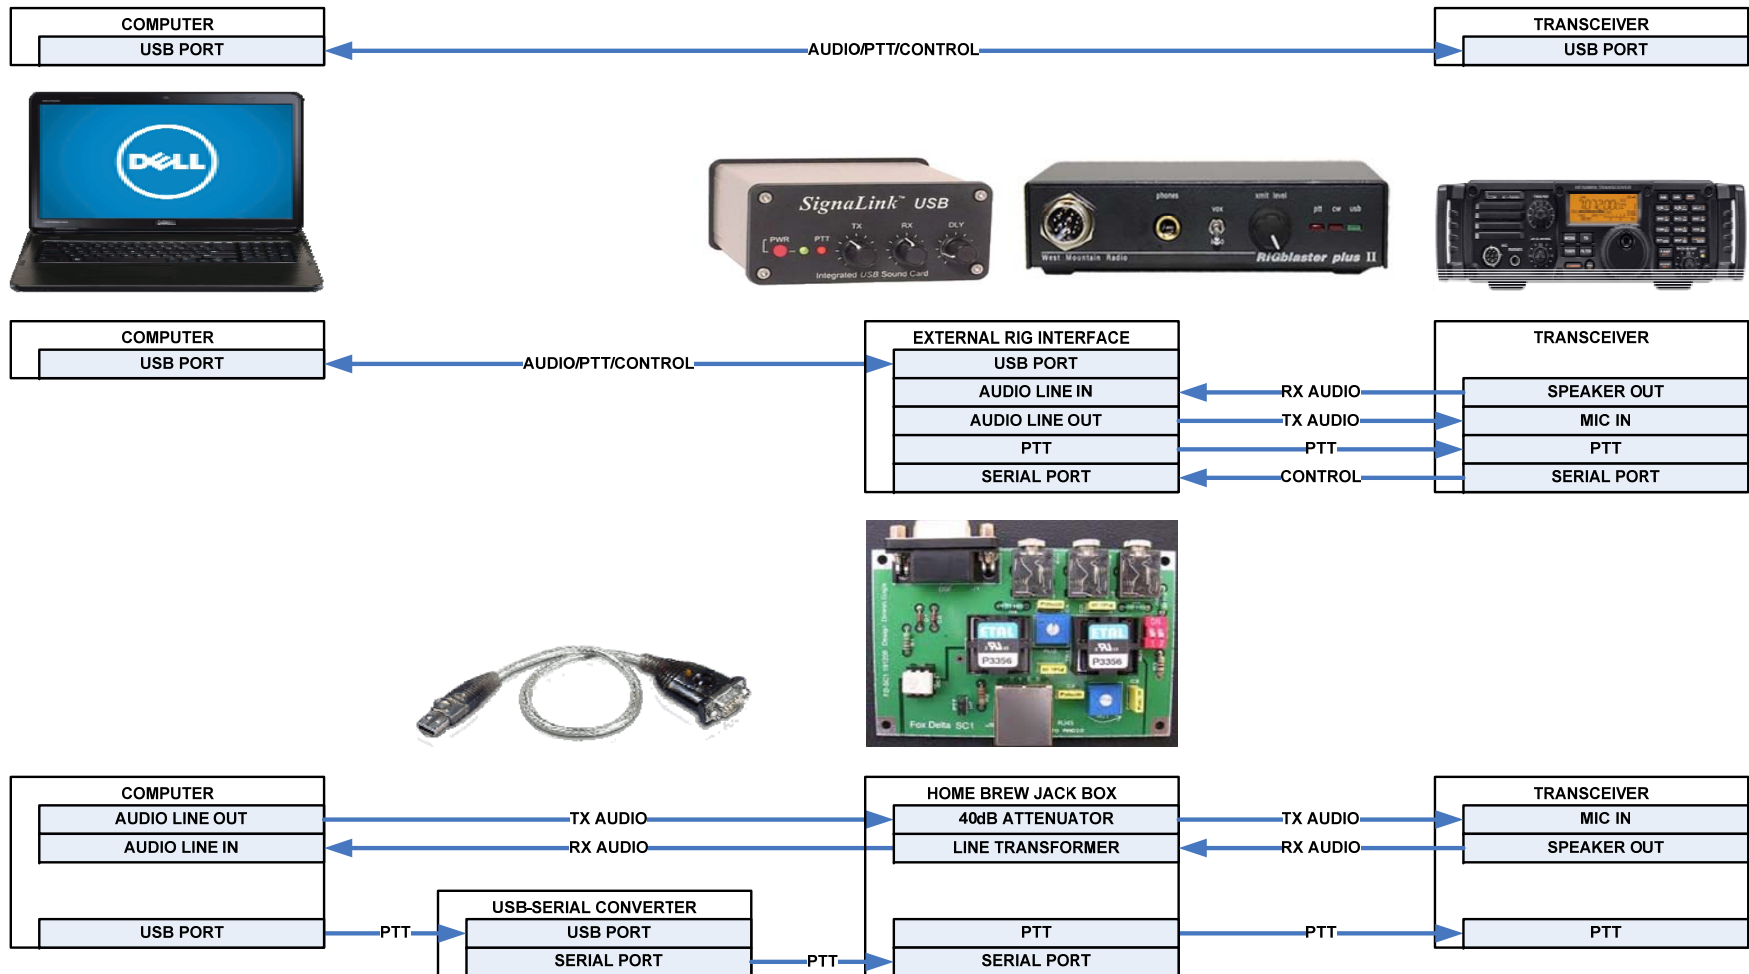 COMPUTER
USB PORT
AUDIO/PTT/CONTROL
TRANSCEIVER
USB PORT
DELL
SignaLink™ USB
PWR
PTT
TX
RX
DLY
Integrated USB Sound Card
phones
vox
xmit level
ptt cw usb
West Mountain Radio
RIGblaster plus II
COMPUTER
USB PORT
AUDIO/PTT/CONTROL
EXTERNAL RIG INTERFACE
USB PORT
AUDIO LINE IN
AUDIO LINE OUT
PTT
SERIAL PORT
RX AUDIO
TX AUDIO
PTT
CONTROL
TRANSCEIVER
SPEAKER OUT
MIC IN
PTT
SERIAL PORT
ETAL
P3356
ETAL
P3356
Fox Delta SC1
RJ45
COMPUTER
AUDIO LINE OUT
AUDIO LINE IN
USB PORT
TX AUDIO
RX AUDIO
PTT
USB-SERIAL CONVERTER
USB PORT
SERIAL PORT
PTT
HOME BREW JACK BOX
40dB ATTENUATOR
LINE TRANSFORMER
PTT
SERIAL PORT
TX AUDIO
RX AUDIO
PTT
TRANSCEIVER
MIC IN
SPEAKER OUT
PTT